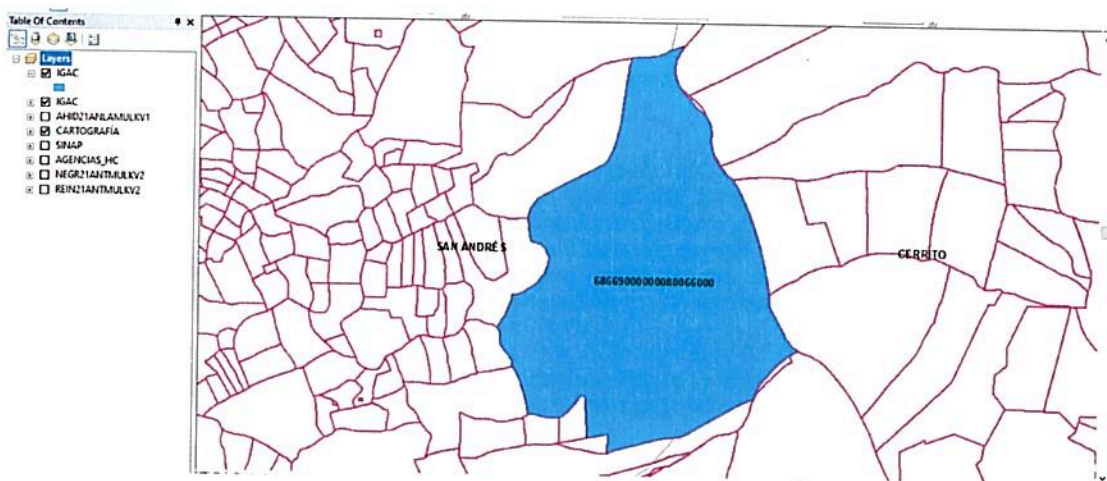 Table Of Contents
Layers
IGAC
IGAC
AHID21ANLAMULKV1
CARTOGRAFÍA
SINAP
AGENCIAS_HC
NEGR21ANTMULKV2
REIN21ANTMULKV2
SAN ANDRÉS
CERRITO
686690000000080066000